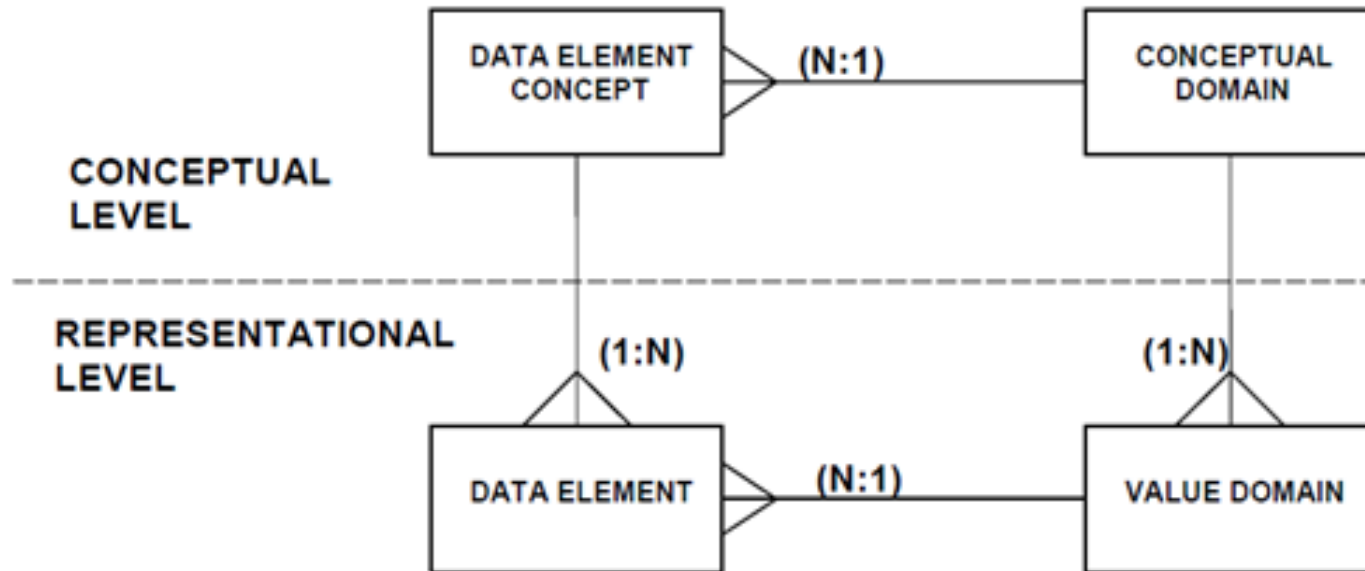 DATA ELEMENT
CONCEPT
(N:1)
CONCEPTUAL
DOMAIN
CONCEPTUAL
LEVEL
REPRESENTATIONAL
LEVEL
(1:N)
(1:N)
DATA ELEMENT
(N:1)
VALUE DOMAIN